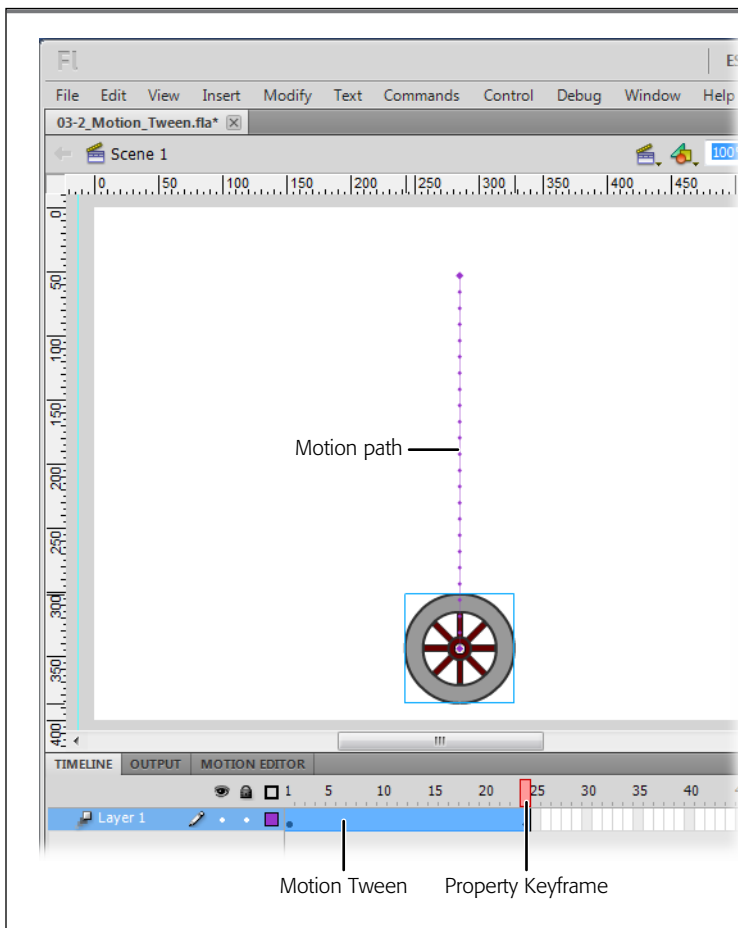 Fl
ES
File Edit View Insert Modify Text Commands Control Debug Window Help
03-2_Motion_Tween.fla*
Scene 1
100
0 50 100 150 200 250 300 350 400 450
0
50
100
150
200
250
300
350
400
Motion path
TIMELINE OUTPUT MOTION EDITOR
1 5 10 15 20 25 30 35 40
Layer 1
Motion Tween Property Keyframe